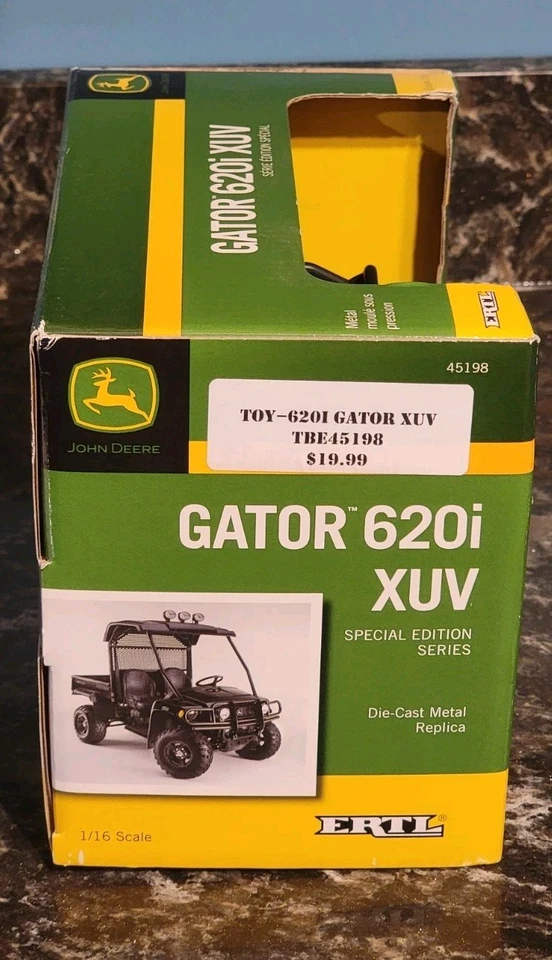 GATOR™ 620i XUV
SÉRIE ÉDITION SPÉCIAL
Métal
moulé sous
pression
ERTL
45198
JOHN DEERE
TOY-620I GATOR XUV
TBE45198
$19.99
GATOR™ 620i
XUV
SPECIAL EDITION
SERIES
Die-Cast Metal
Replica
1/16 Scale
ERTL®